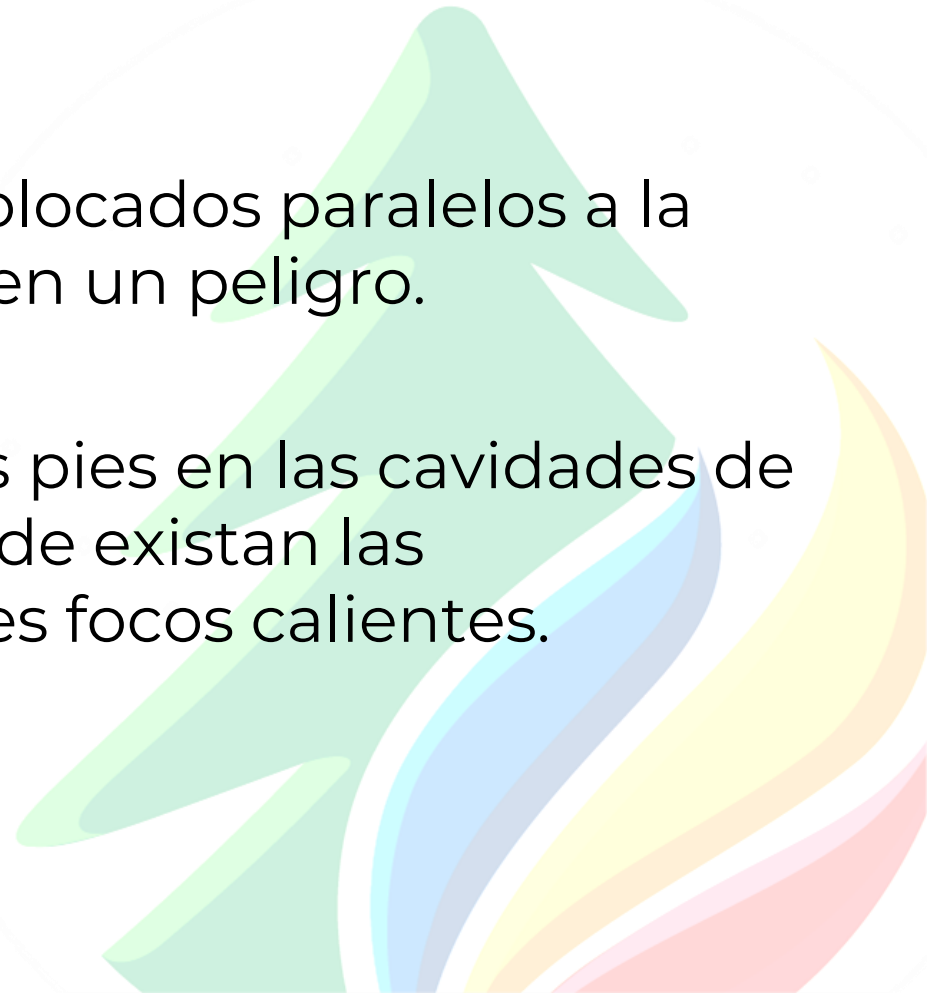 olocados paralelos a la
en un peligro.
s pies en las cavidades de
de existan las
es focos calientes.